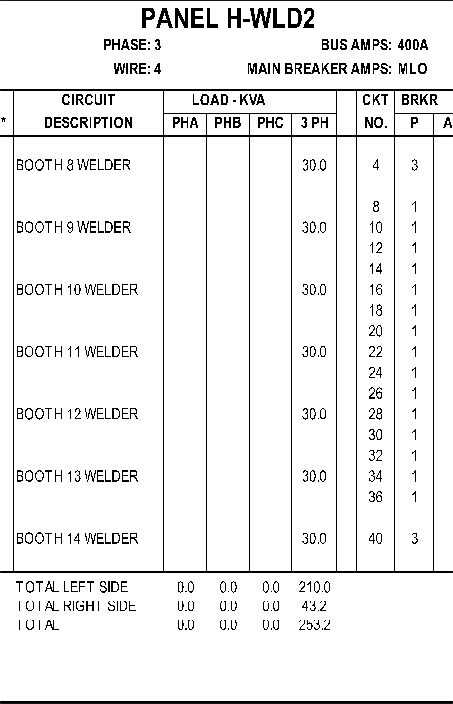 PANEL H-WLD2
PHASE: 3 BUS AMPS: 400A
WIRE: 4 MAIN BREAKER AMPS: MLO
CIRCUIT LOAD - KVA CKT BRKR
* DESCRIPTION PHA PHB PHC 3 PH NO. P A
BOOTH 8 WELDER 30.0 4 3
8 1
BOOTH 9 WELDER 30.0 10 1
12 1
14 1
BOOTH 10 WELDER 30.0 16 1
18 1
20 1
BOOTH 11 WELDER 30.0 22 1
24 1
26 1
BOOTH 12 WELDER 30.0 28 1
30 1
32 1
BOOTH 13 WELDER 30.0 34 1
36 1
BOOTH 14 WELDER 30.0 40 3
TOTAL LEFT SIDE 0.0 0.0 0.0 210.0
TOTAL RIGHT SIDE 0.0 0.0 0.0 43.2
TOTAL 0.0 0.0 0.0 253.2